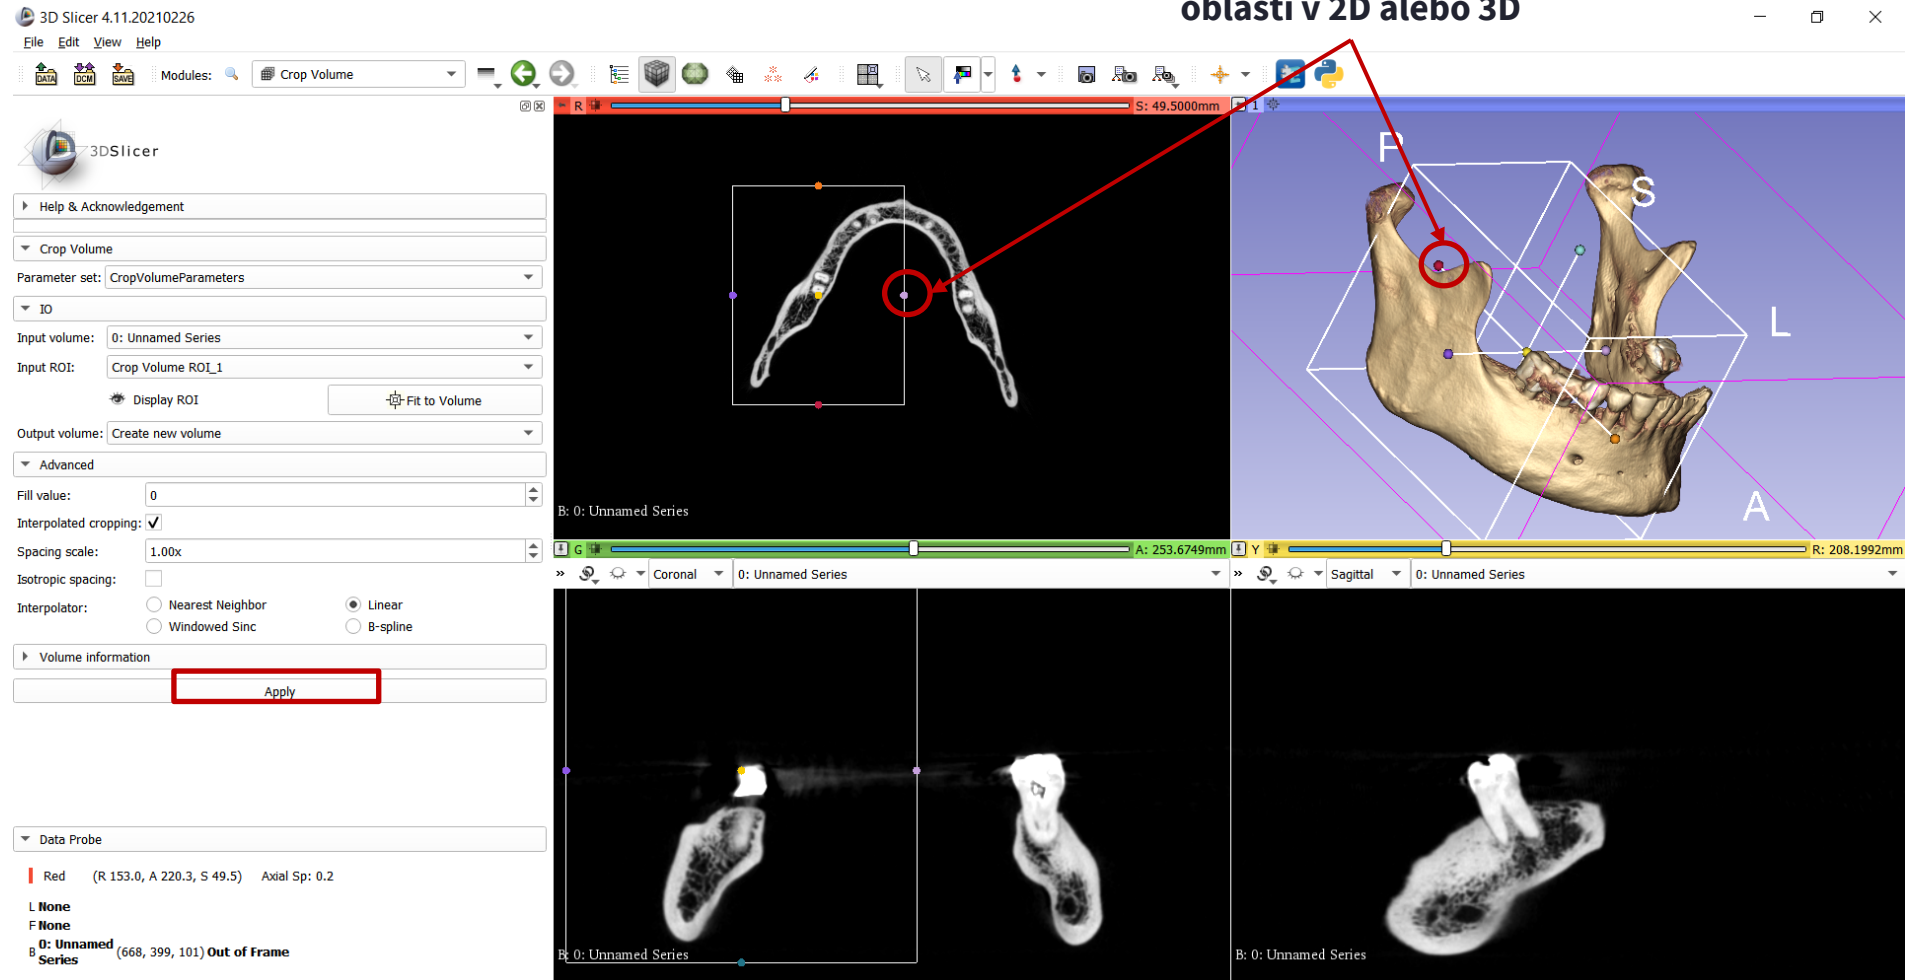 oblasti v 2D alebo 3D
3D Slicer 4.11.20210226
File Edit View Help
DATA DCM SAVE Modules: Crop Volume
R S: 49.5000mm 1
3DSlicer
Help & Acknowledgement
Crop Volume
Parameter set: CropVolumeParameters
IO
Input volume: 0: Unnamed Series
Input ROI: Crop Volume ROI_1
Display ROI Fit to Volume
Output volume: Create new volume
Advanced
Fill value: 0
Interpolated cropping:
Spacing scale: 1.00x
Isotropic spacing:
Interpolator: Nearest Neighbor Linear
Windowed Sinc B-spline
Volume information
Apply
Data Probe
Red (R 153.0, A 220.3, S 49.5) Axial Sp: 0.2
L None
F None
B 0: Unnamed Series (668, 399, 101) Out of Frame
B: 0: Unnamed Series
P
S
L
A
G A: 253.6749mm
» Coronal 0: Unnamed Series
B: 0: Unnamed Series
Y R: 208.1992mm
» Sagittal 0: Unnamed Series
B: 0: Unnamed Series